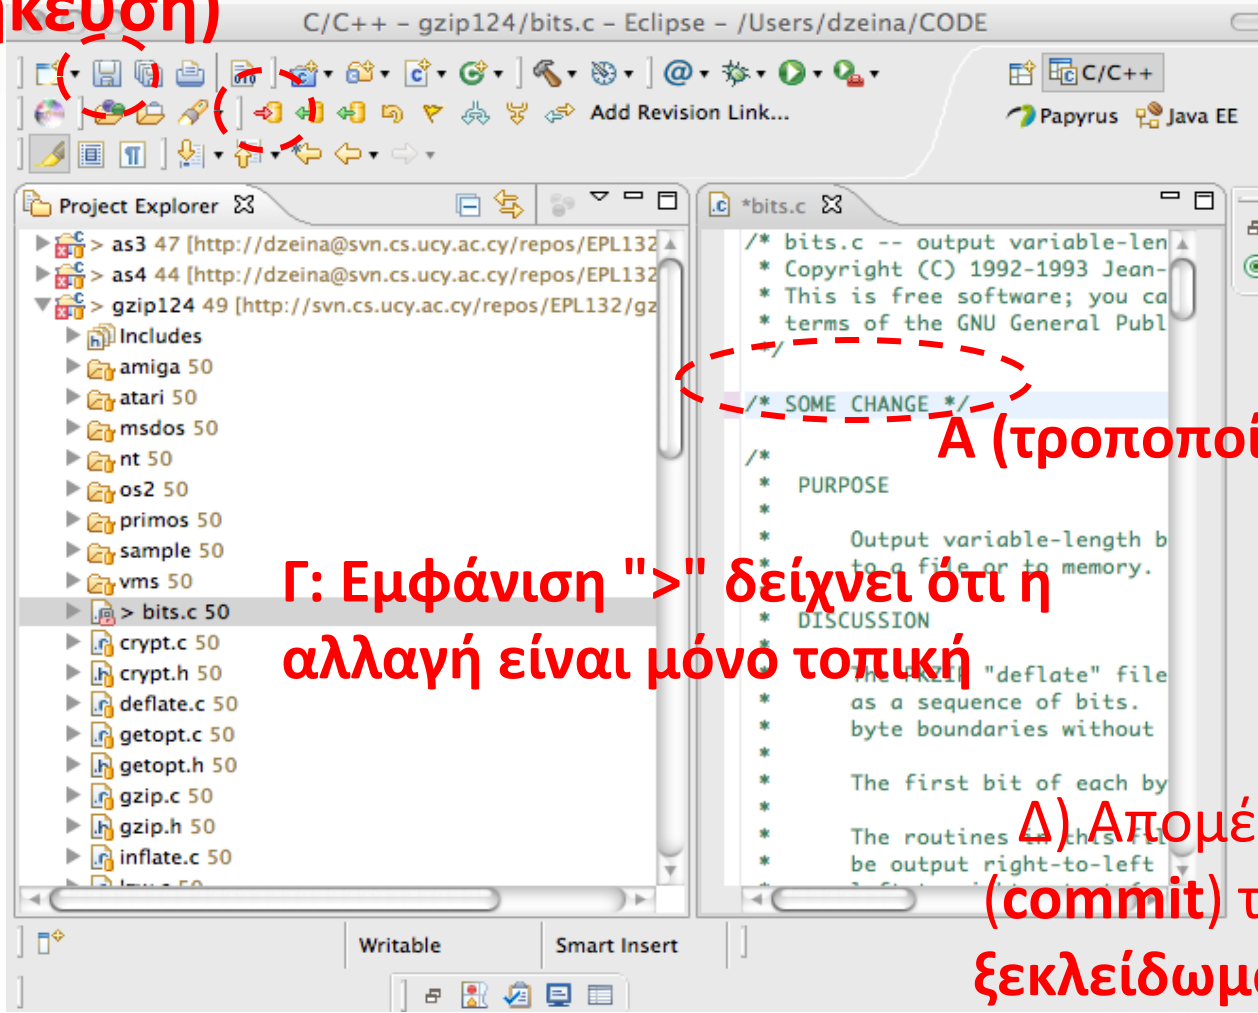 κευση)
C/C++ – gzip124/bits.c – Eclipse – /Users/dzeina/CODE
C/C++
Add Revision Link...
Papyrus Java EE
Project Explorer
*bits.c
> as3 47 [http://dzeina@svn.cs.ucy.ac.cy/repos/EPL132
> as4 44 [http://dzeina@svn.cs.ucy.ac.cy/repos/EPL132
> gzip124 49 [http://svn.cs.ucy.ac.cy/repos/EPL132/gz
Includes
amiga 50
atari 50
msdos 50
nt 50
os2 50
primos 50
sample 50
vms 50
> bits.c 50
crypt.c 50
crypt.h 50
deflate.c 50
getopt.c 50
getopt.h 50
gzip.c 50
gzip.h 50
inflate.c 50
/* bits.c -- output variable-len
* Copyright (C) 1992-1993 Jean-
* This is free software; you ca
* terms of the GNU General Publ
*/
/* SOME CHANGE */
Α (τροποποί
/*
* PURPOSE
*
* Output variable-length b
* to a file or to memory.
*
* DISCUSSION
*
* The PKZIP "deflate" file
* as a sequence of bits.
* byte boundaries without
*
* The first bit of each by
*
* The routines in this fil
* be output right-to-left
Γ: Εμφάνιση ">" δείχνει ότι η
αλλαγή είναι μόνο τοπική
Δ) Απομέ
(commit) τ
ξεκλείδωμα
Writable
Smart Insert